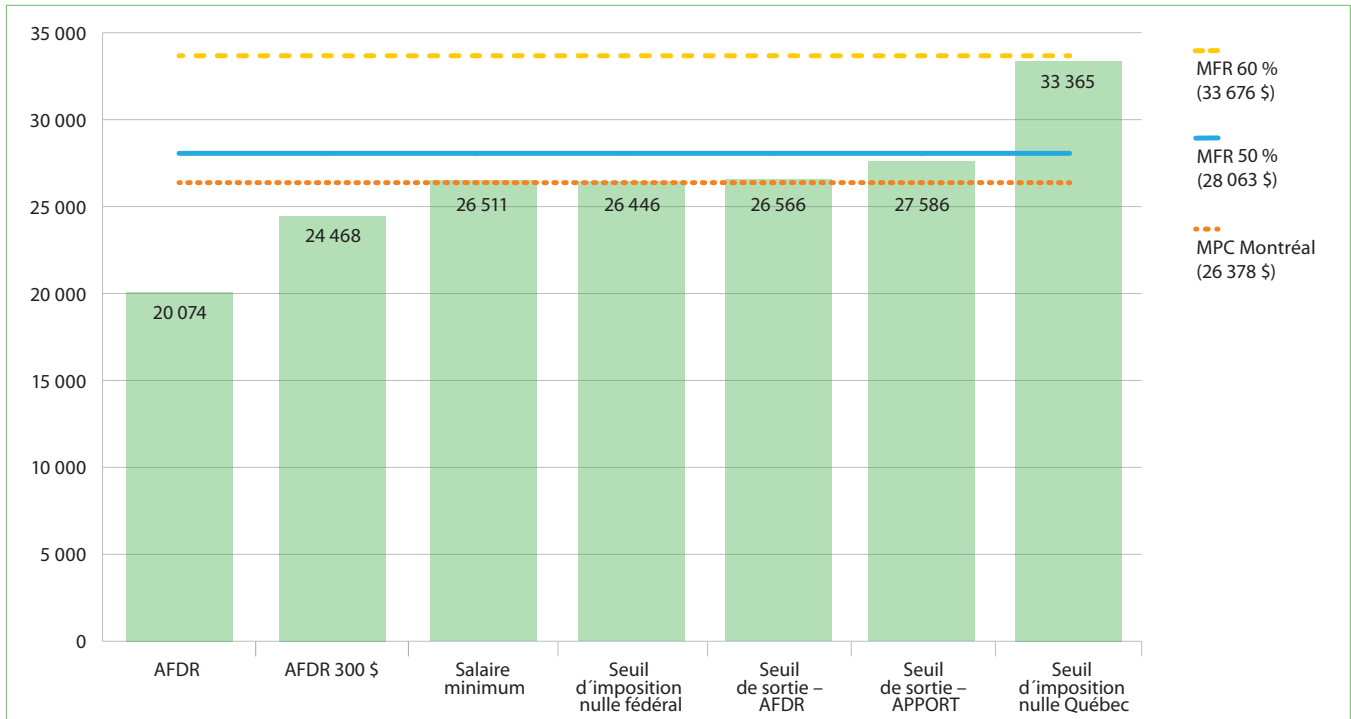 35 000
30 000
25 000
20 000
15 000
10 000
5 000
0
20 074
24 468
26 511
26 446
26 566
27 586
33 365
AFDR
AFDR 300 $
Salaire
minimum
Seuil
d´imposition
nulle fédéral
Seuil
de sortie –
AFDR
Seuil
de sortie –
APPORT
Seuil
d´imposition
nulle Québec
MFR 60 %
(33 676 $)
MFR 50 %
(28 063 $)
MPC Montréal
(26 378 $)